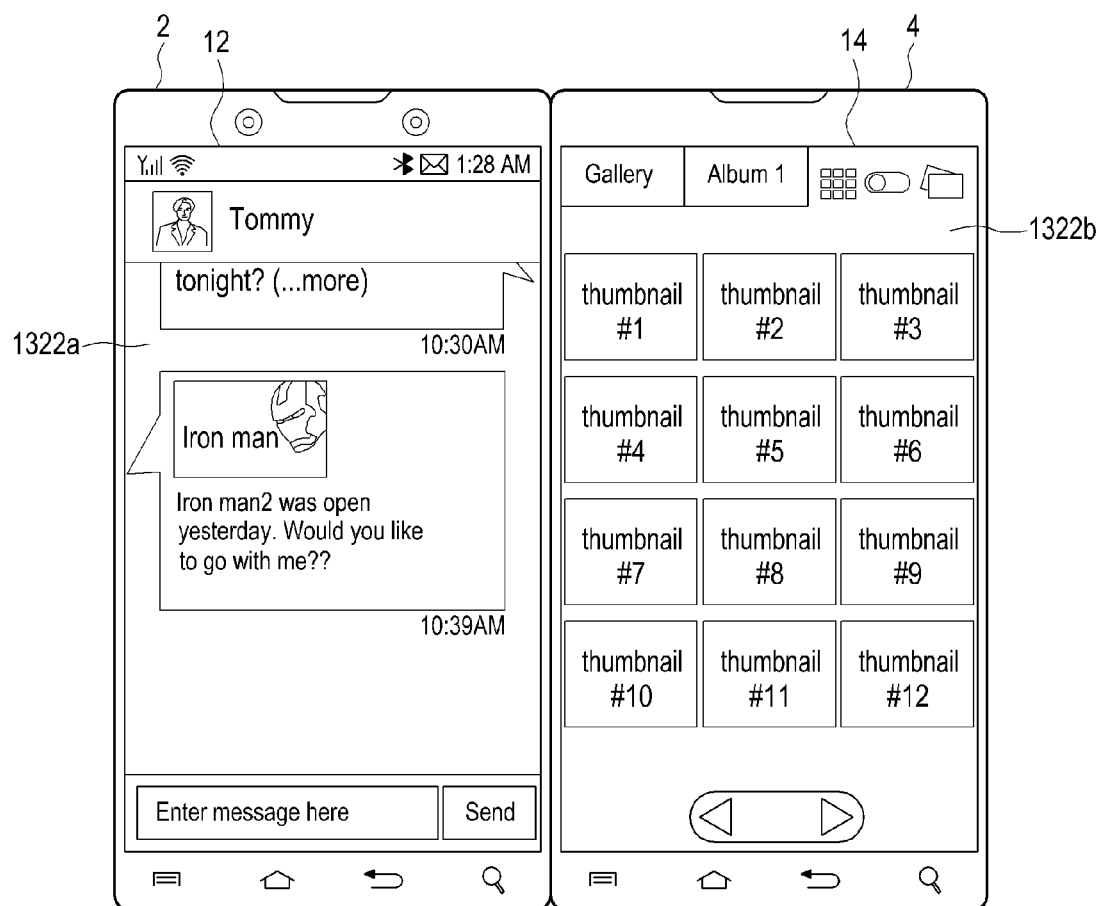 2
12
4
14
1:28 AM
Tommy
tonight? (...more)
10:30AM
1322a
Iron man
Iron man2 was open
yesterday. Would you like
to go with me??
10:39AM
Enter message here
Send
Gallery
Album 1
1322b
thumbnail
#1
thumbnail
#2
thumbnail
#3
thumbnail
#4
thumbnail
#5
thumbnail
#6
thumbnail
#7
thumbnail
#8
thumbnail
#9
thumbnail
#10
thumbnail
#11
thumbnail
#12